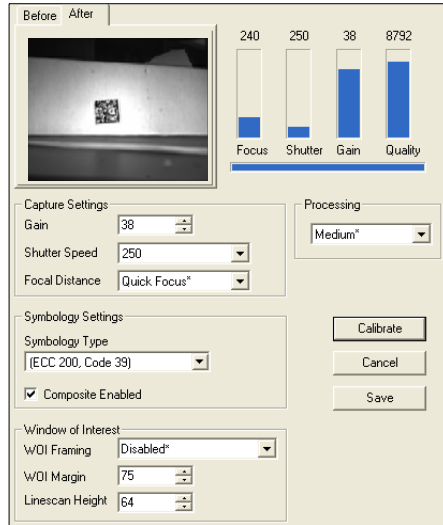 Before After
240 250 38 8792
Focus Shutter Gain Quality
Capture Settings
Gain 38
Shutter Speed 250
Focal Distance Quick Focus*
Processing
Medium*
Symbology Settings
Symbology Type
(ECC 200, Code 39)
Composite Enabled
Calibrate
Cancel
Save
Window of Interest
WOI Framing Disabled*
WOI Margin 75
Linescan Height 64